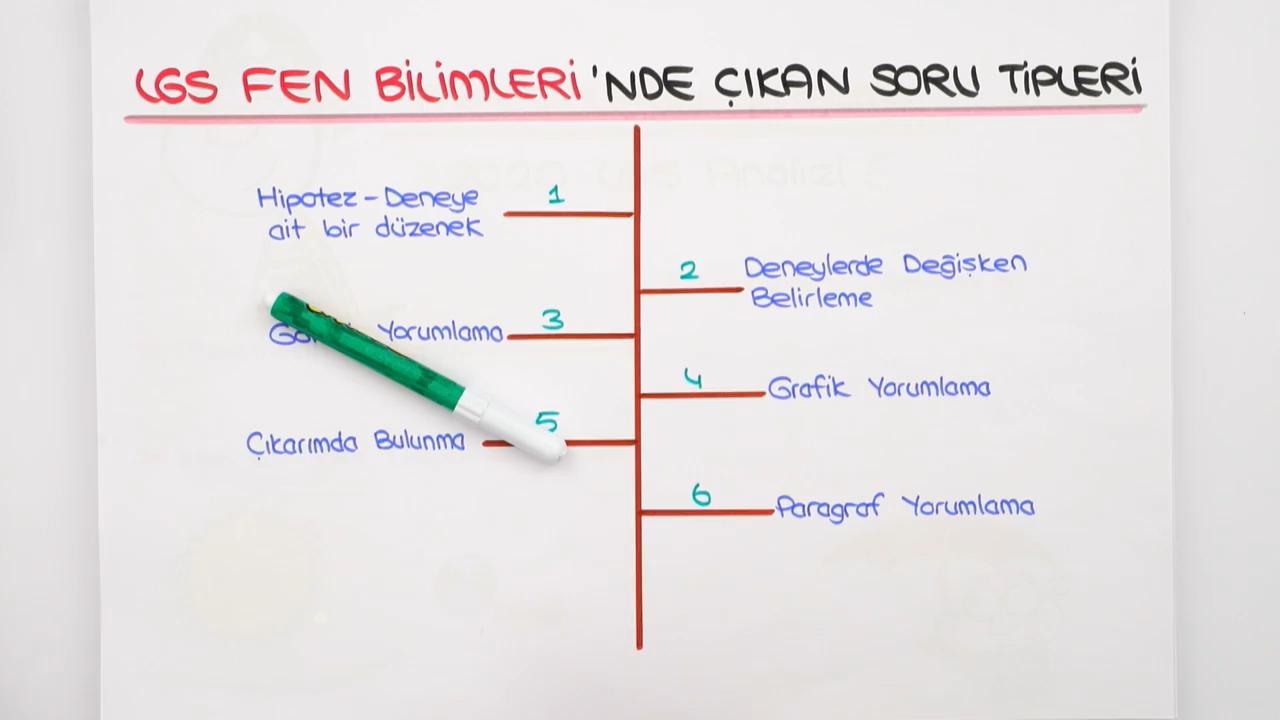 LGS FEN BİLİMLERİ'NDE ÇIKAN SORU TİPLERİ
1
Hipotez - Deneye
ait bir düzenek
2
Deneylerde Değişken
Belirleme
3
Yorumlama
4
Grafik Yorumlama
5
Çıkarımda Bulunma
6
Paragraf Yorumlama